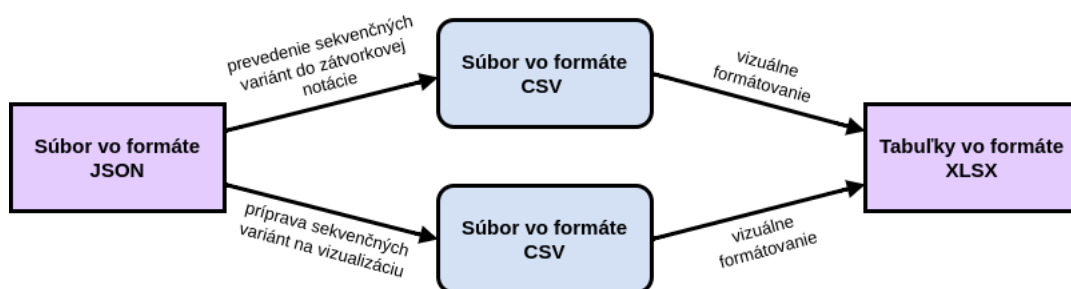 Súbor vo formáte
JSON
prevedenie sekvenčných
variánt do zátvorkovej
notácie
Súbor vo formáte
CSV
vizuálne
formátovanie
príprava sekvenčných
variánt na vizualizáciu
Súbor vo formáte
CSV
vizuálne
formátovanie
Tabuľky vo formáte
XLSX